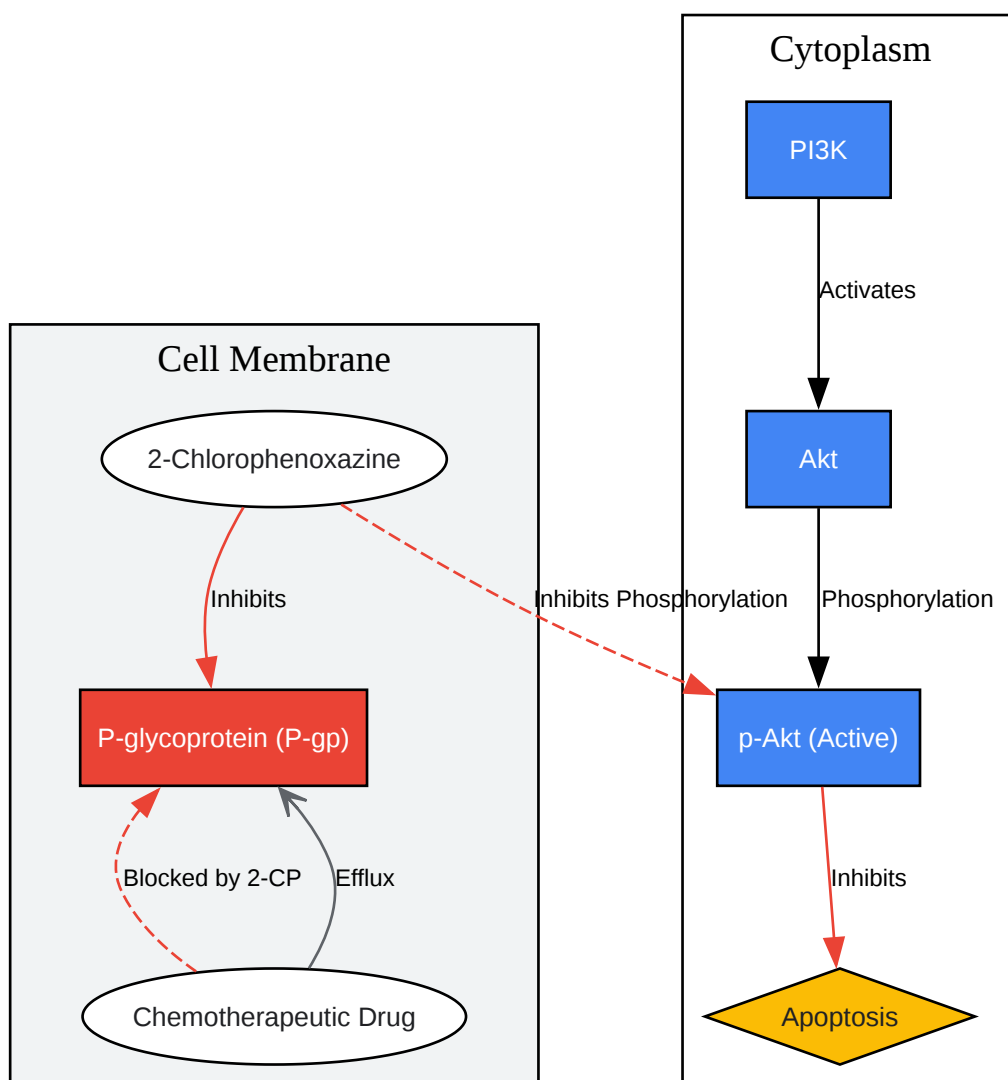 Cytoplasm
PI3K
Activates
Cell Membrane
2-Chlorophenoxazine
Akt
Inhibits
Inhibits Phosphorylation
Phosphorylation
P-glycoprotein (P-gp)
p-Akt (Active)
Blocked by 2-CP
Efflux
Inhibits
Chemotherapeutic Drug
Apoptosis